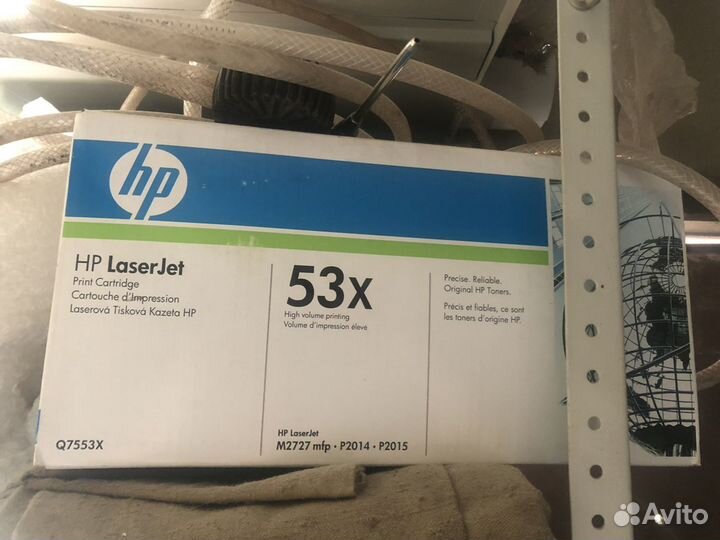 hp
HP LaserJet
Print Cartridge
Cartouche d'Impression
Laserová Tisková Kazeta HP
Q7553X
53X
High volume printing
Volume d'impression élevé
HP LaserJet
M2727 mfp • P2014 • P2015
Precise. Reliable.
Original HP Toners.
Précis et fiables, ce sont
les toners d'origine HP.
Avito